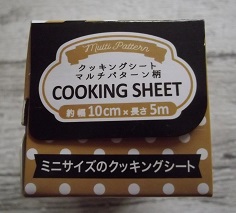 Multi Pattern
クッキングシート
マルチパターン柄
COOKING SHEET
約 幅10cm×長さ5m
ミニサイズのクッキングシート